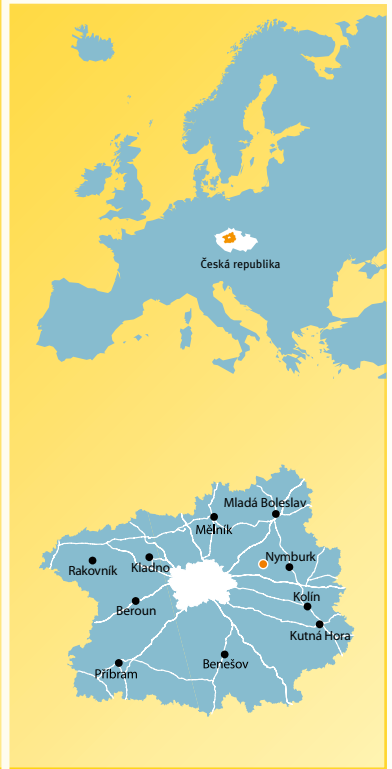 Česká republika
Mladá Boleslav
Mělník
Nymburk
Rakovník
Kladno
Kolín
Beroun
Kutná Hora
Benešov
Příbram